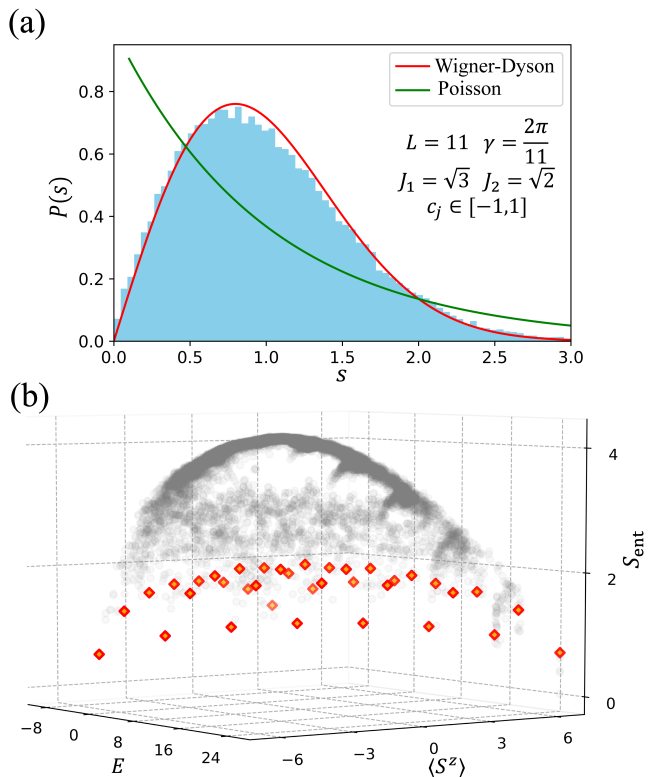 (a)
Wigner-Dyson
Poisson
L = 11 γ = 2π/11
J₁ = √3 J₂ = √2
cⱼ ∈ [-1,1]
P(s)
0.8
0.6
0.4
0.2
0.0
0.0 0.5 1.0 1.5 2.0 2.5 3.0
s
(b)
4
2
0
S_ent
−8 0 8 16 24
E
−6 −3 0 3 6
⟨Sᶻ⟩